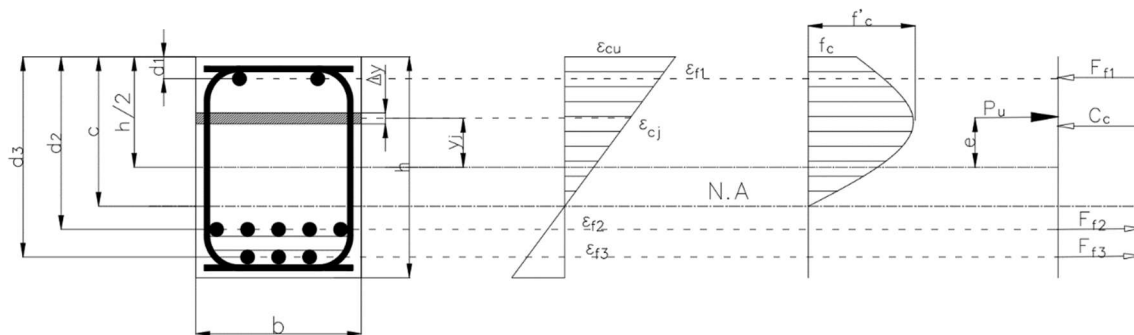 f'c
εcu
fc
d1
Δy
εf1
Ff1
h/2
Pu
Cc
c
d2
εcj
yj
e
d3
h
N.A
εf2
Ff2
εf3
Ff3
b